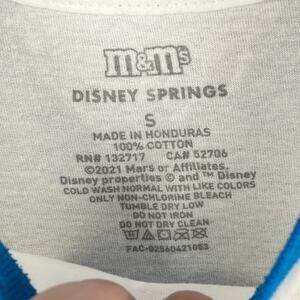 m&m's
DISNEY SPRINGS
S
MADE IN HONDURAS
100% COTTON
RN# 132717 CA# 52706
©2021 Mars or Affiliates.
Disney properties © and ™ Disney
COLD WASH NORMAL WITH LIKE COLORS
ONLY NON-CHLORINE BLEACH
TUMBLE DRY LOW
DO NOT IRON
DO NOT DRY CLEAN
FAC-02560421083